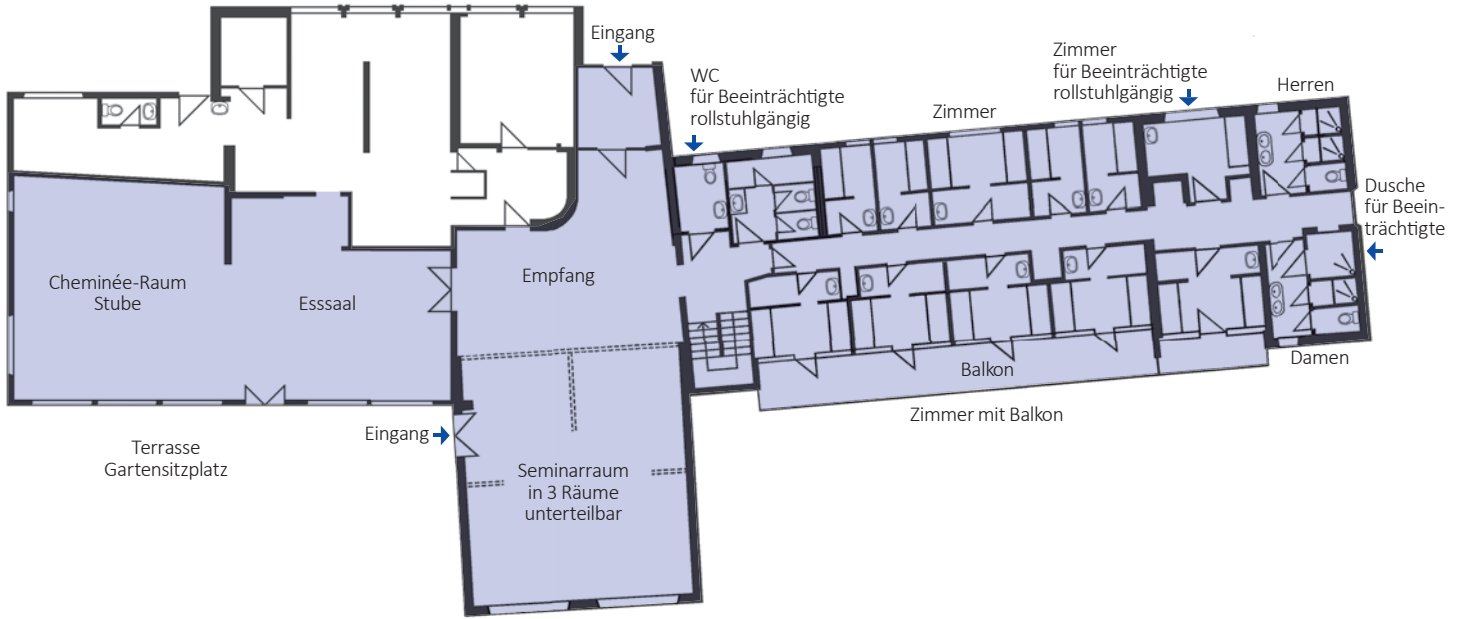 Eingang
WC
für Beeinträchtigte
rollstuhlgängig
Zimmer
Zimmer
für Beeinträchtigte
rollstuhlgängig
Herren
Dusche
für Beein-
trächtigte
Cheminée-Raum
Stube
Esssaal
Empfang
Balkon
Damen
Zimmer mit Balkon
Eingang
Terrasse
Gartensitzplatz
Seminarraum
in 3 Räume
unterteilbar